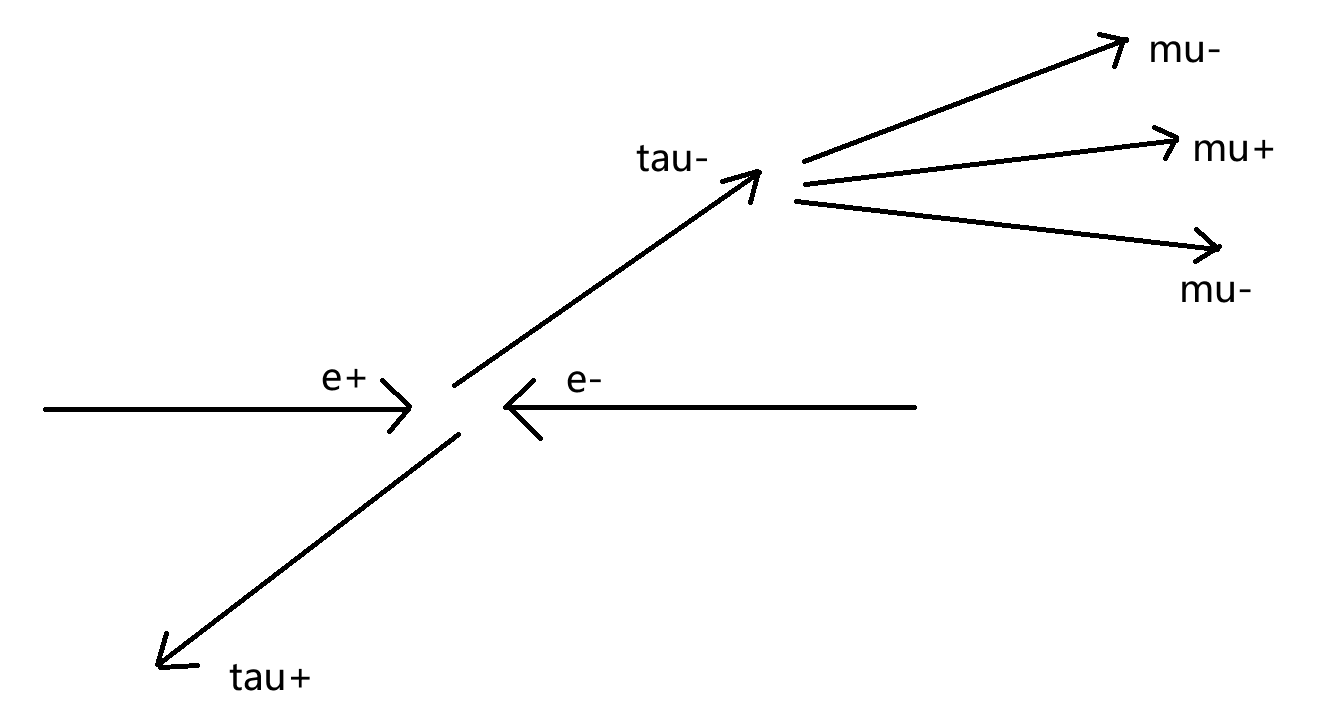 mu-
tau-
mu+
mu-
e+
e-
tau+